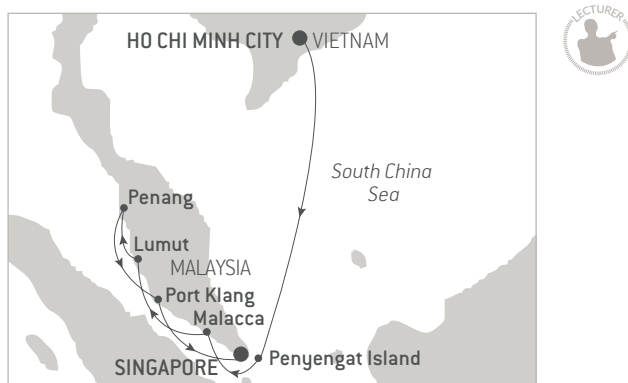 LECTURER
HO CHI MINH CITY VIETNAM
South China
Sea
Penang
Lumut
MALAYSIA
Port Klang
Malacca
SINGAPORE
Penyengat Island